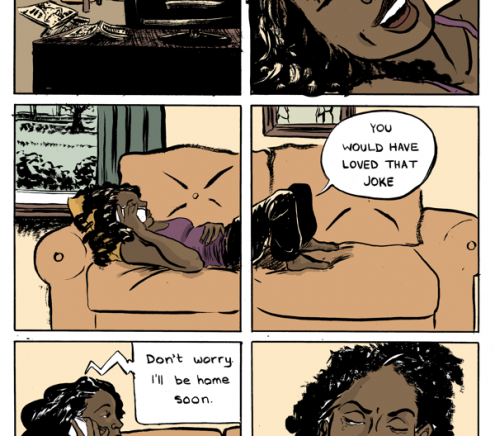 YOU
WOULD HAVE
LOVED THAT
JOKE
Don't worry.
I'll be home
soon.